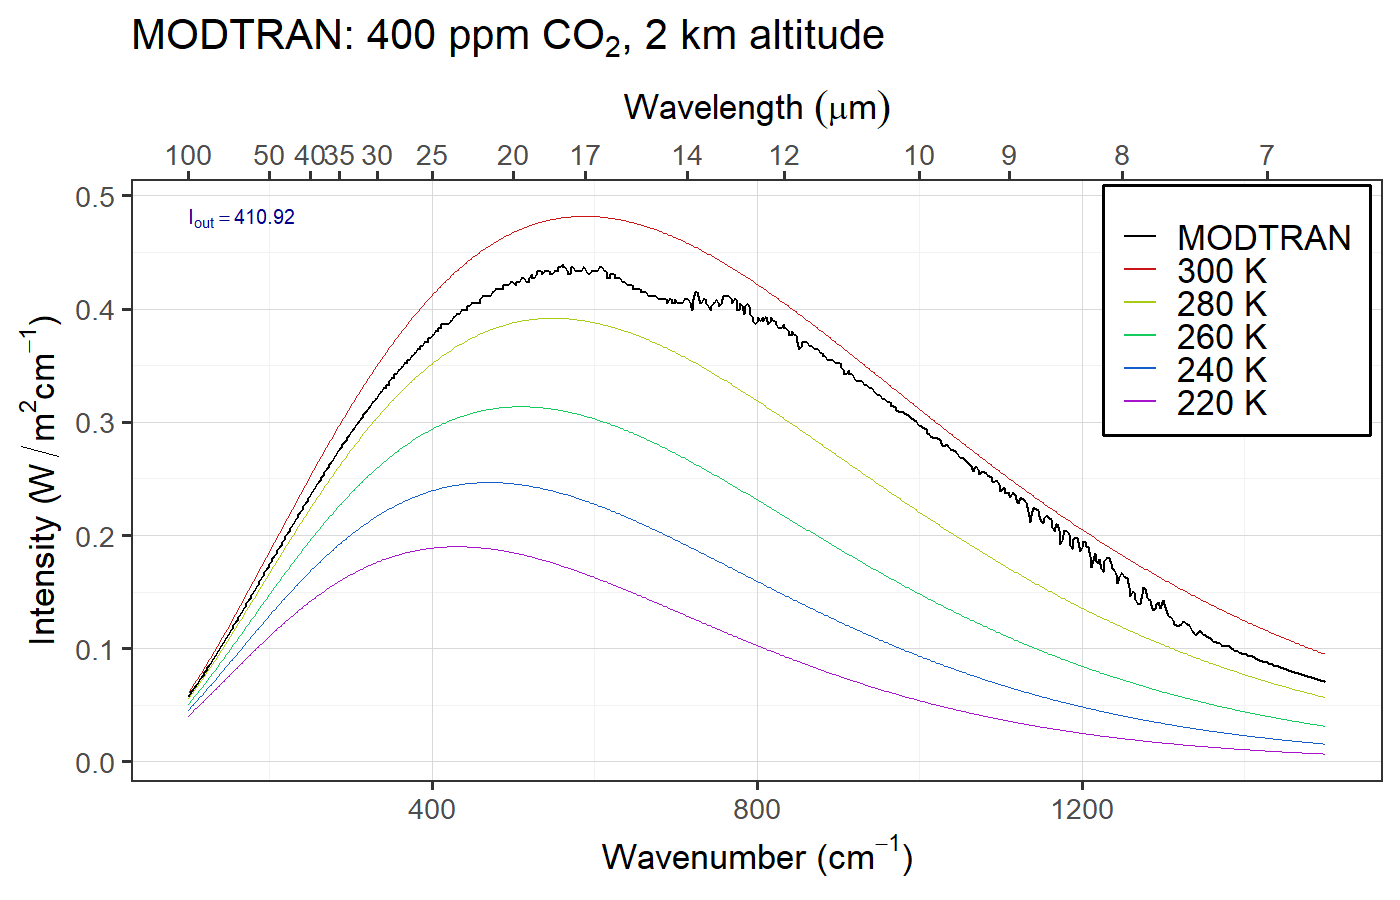 MODTRAN: 400 ppm CO₂, 2 km altitude
Wavelength (μm)
100 50 40 35 30 25 20 17 14 12 10 9 8 7
I_out = 410.92
MODTRAN
300 K
280 K
260 K
240 K
220 K
Intensity (W / m²cm⁻¹)
0.5
0.4
0.3
0.2
0.1
0.0
400 800 1200
Wavenumber (cm⁻¹)